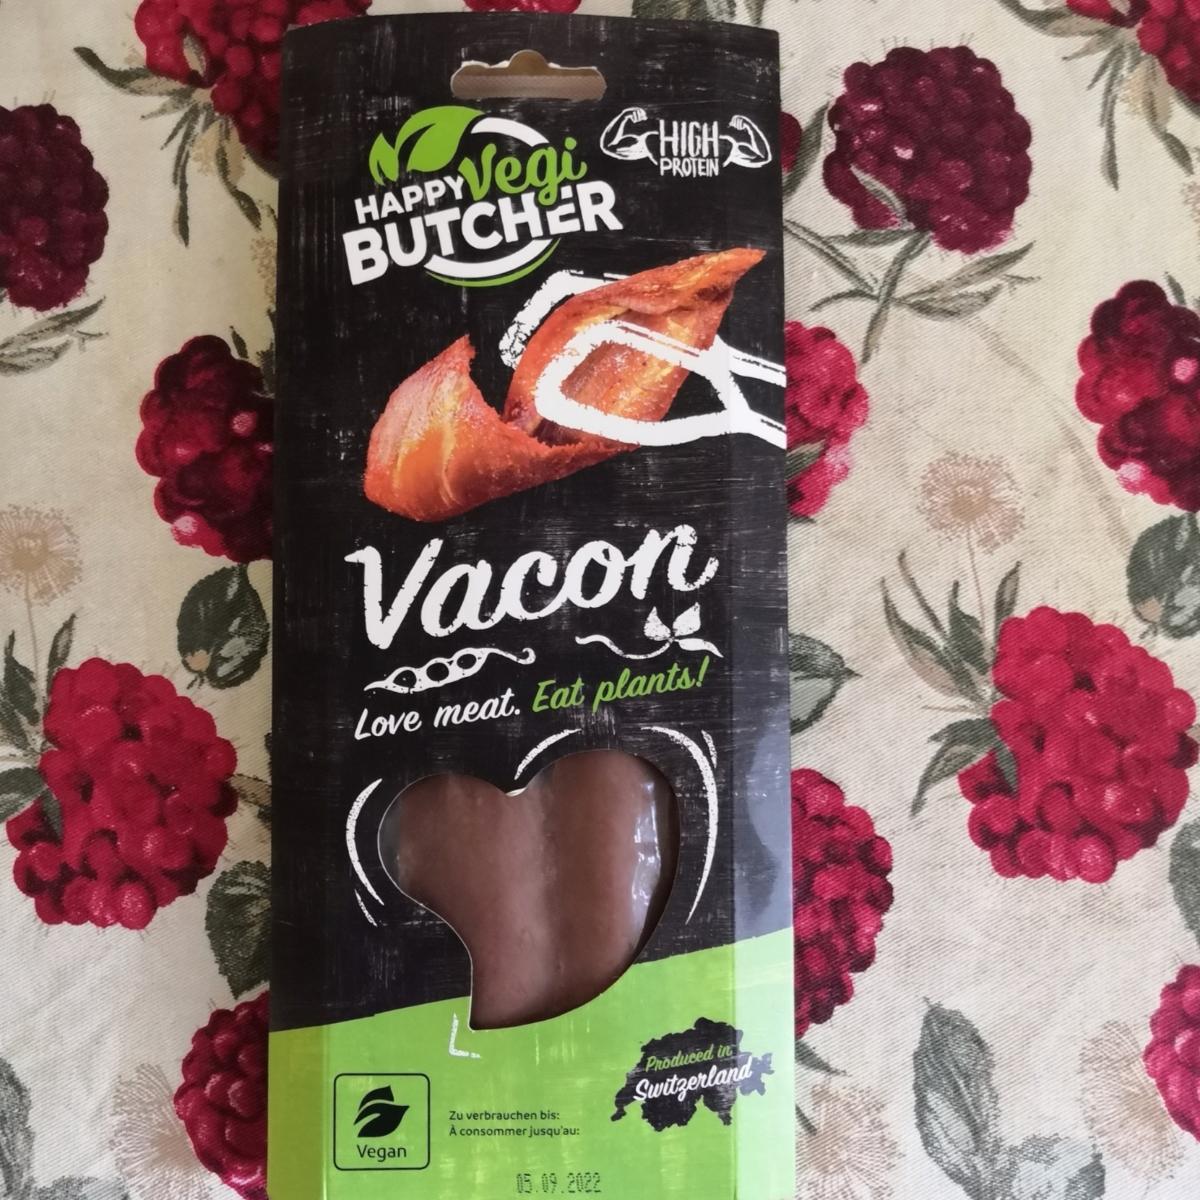 HIGH
PROTEIN
Vegi
HAPPY
BUTCHER
Vacon
Love meat. Eat plants!
Produced in
Switzerland
Vegan
Zu verbrauchen bis:
À consommer jusqu'au:
05.09.2022